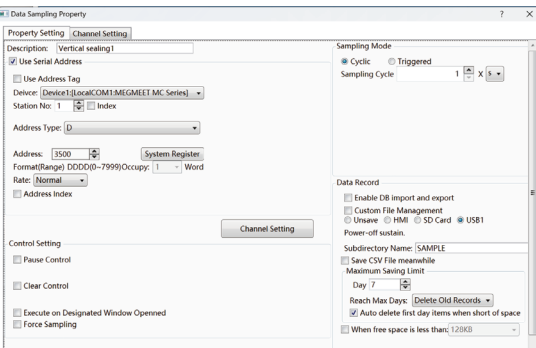 Data Sampling Property ? X
Property Setting Channel Setting
Description: Vertical sealing1
Use Serial Address
Use Address Tag
Deivce: Device1:[LocalCOM1:MEGMEET MC Series]
Station No: 1 Index
Address Type: D
Address: 3500 System Register
Format(Range) DDDD(0~7999)Occupy: 1 Word
Rate: Normal
Address Index
Channel Setting
Control Setting
Pause Control
Clear Control
Execute on Designated Window Openned
Force Sampling
Sampling Mode
Cyclic Triggered
Sampling Cycle 1 X s
Data Record
Enable DB import and export
Custom File Management
Unsave HMI SD Card USB1
Power-off sustain.
Subdirectory Name: SAMPLE
Save CSV File meanwhile
Maximum Saving Limit
Day 7
Reach Max Days: Delete Old Records
Auto delete first day items when short of space
When free space is less than: 128KB